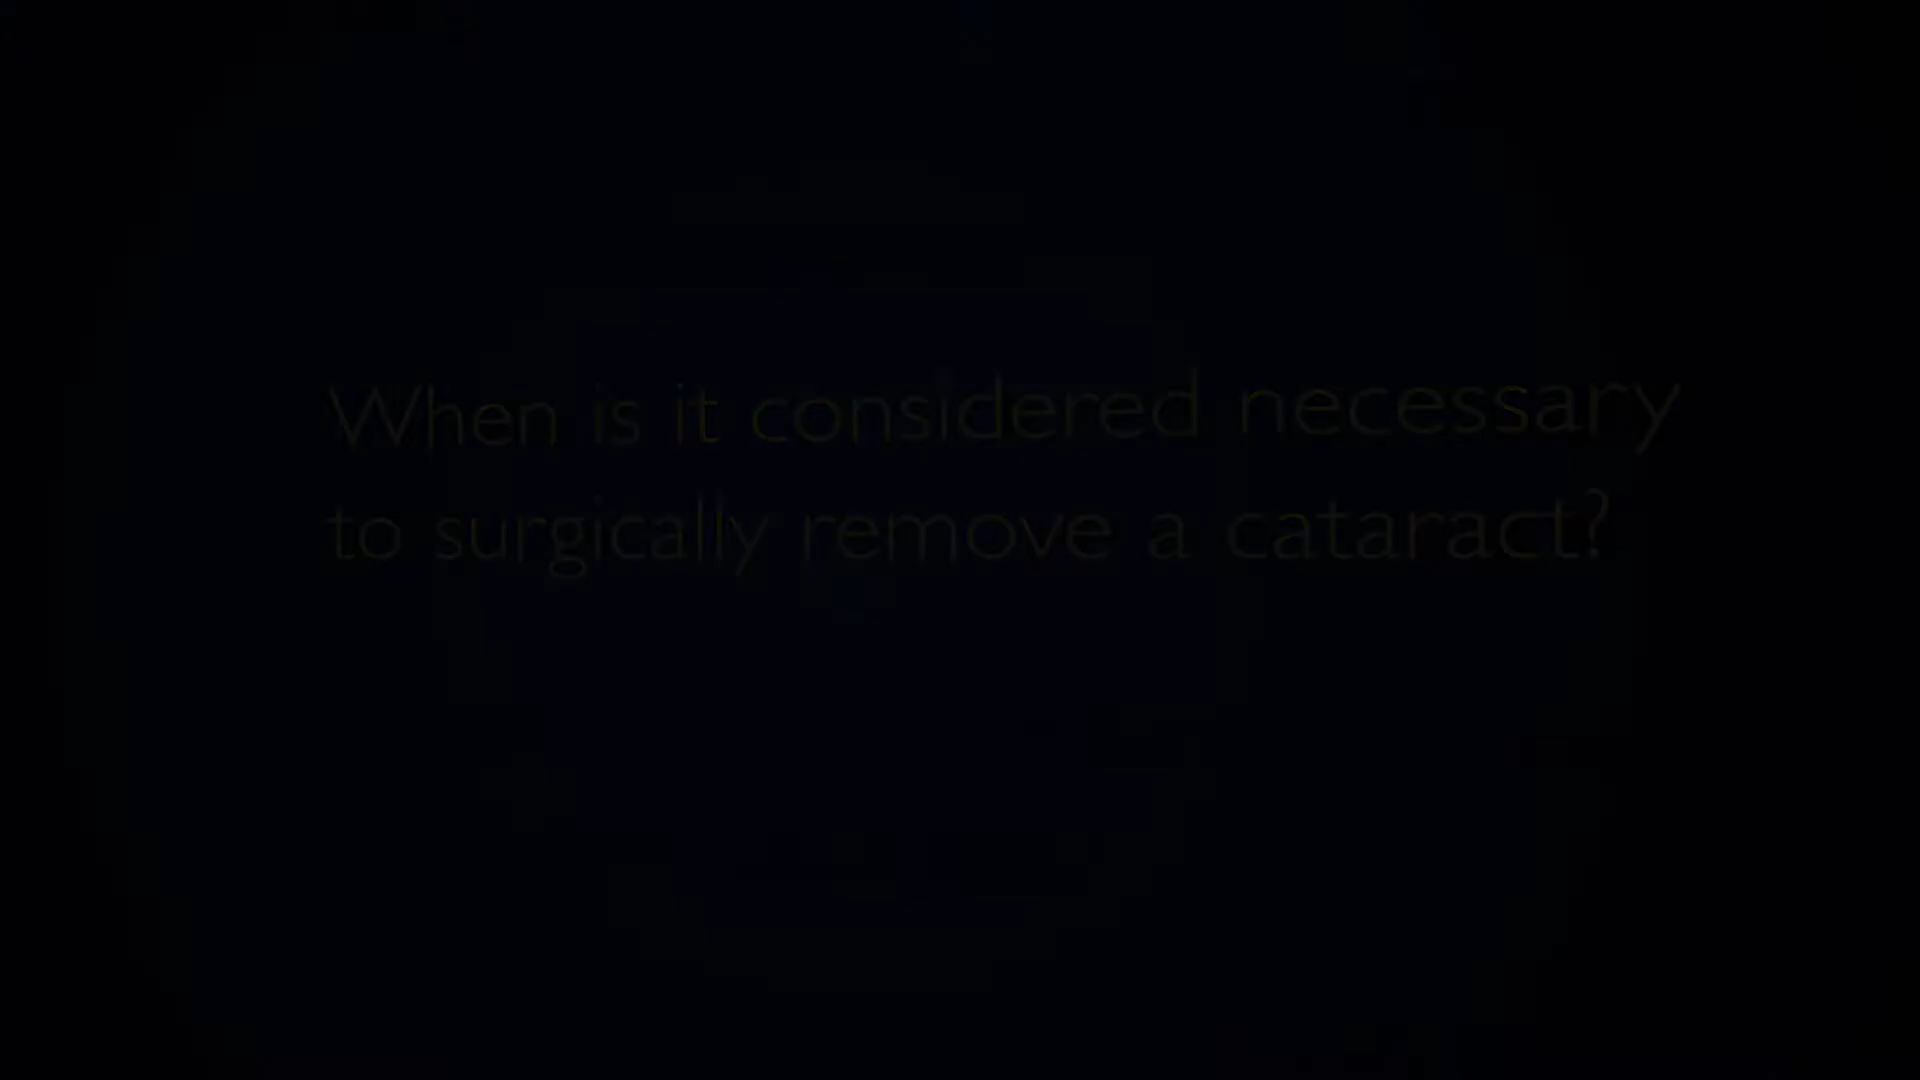 When is it considered necessary
to surgically remove a cataract?